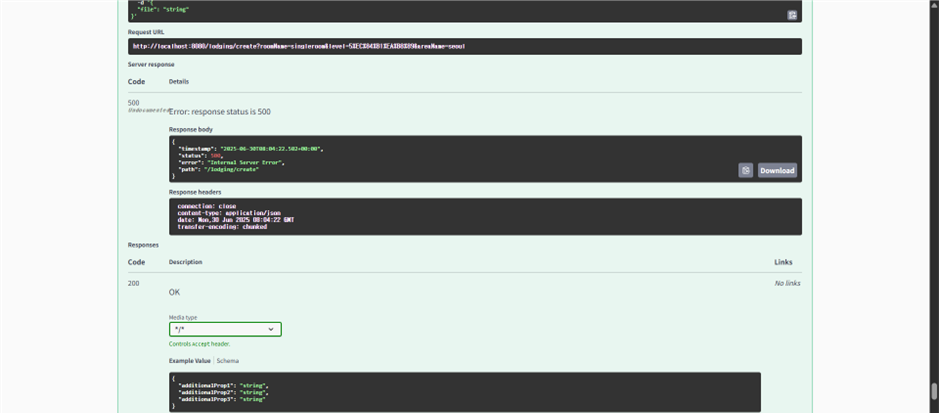 -d '{
"file": "string"
}'
Request URL
http://localhost:8080/lodging/create?roomName=singleroom&level=5%EC%84%B1%EA%B8%89&areaName=seoul
Server response
Code Details
500
Undocumented
Error: response status is 500
Response body
{
"timestamp": "2025-06-30T08:04:22.502+00:00",
"status": 500,
"error": "Internal Server Error",
"path": "/lodging/create"
}
Download
Response headers
connection: close
content-type: application/json
date: Mon,30 Jun 2025 08:04:22 GMT
transfer-encoding: chunked
Responses
Code Description Links
200
OK
No links
Media type
*/*
Controls Accept header.
Example Value | Schema
{
"additionalProp1": "string",
"additionalProp2": "string",
"additionalProp3": "string"
}